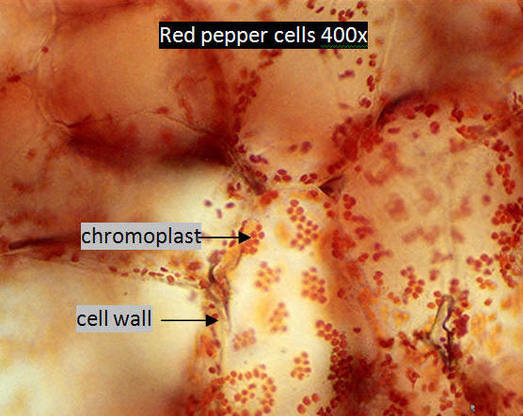 Red pepper cells 400x
chromoplast
cell wall